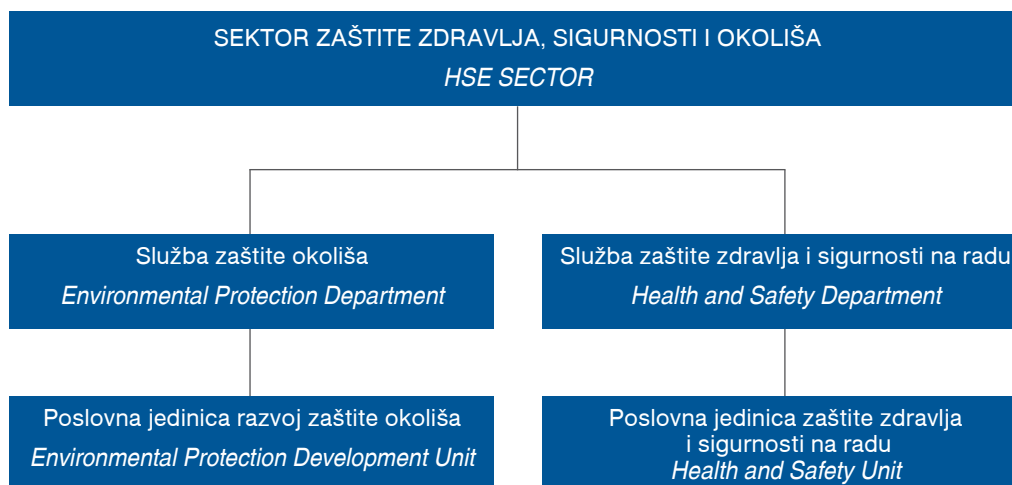 SEKTOR ZAŠTITE ZDRAVLJA, SIGURNOSTI I OKOLIŠA
HSE SECTOR
Služba zaštite okoliša
Environmental Protection Department
Služba zaštite zdravlja i sigurnosti na radu
Health and Safety Department
Poslovna jedinica razvoj zaštite okoliša
Environmental Protection Development Unit
Poslovna jedinica zaštite zdravlja
i sigurnosti na radu
Health and Safety Unit